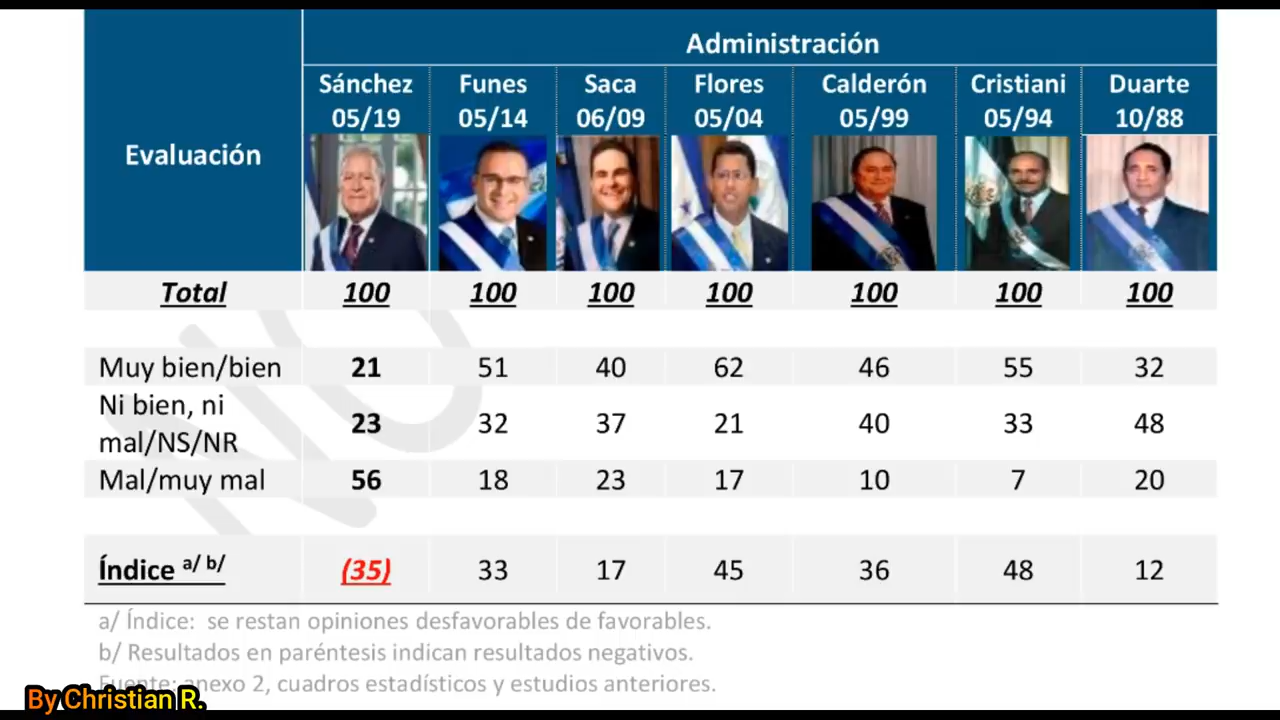 Administración
Evaluación
Sánchez Funes Saca Flores Calderón Cristiani Duarte
05/19 05/14 06/09 05/04 05/99 05/94 10/88
Total 100 100 100 100 100 100 100
Muy bien/bien 21 51 40 62 46 55 32
Ni bien, ni
mal/NS/NR 23 32 37 21 40 33 48
Mal/muy mal 56 18 23 17 10 7 20
Índice a/ b/ (35) 33 17 45 36 48 12
a/ Índice: se restan opiniones desfavorables de favorables.
b/ Resultados en paréntesis indican resultados negativos.
Fuente: anexo 2, cuadros estadísticos y estudios anteriores.
By Christian R.